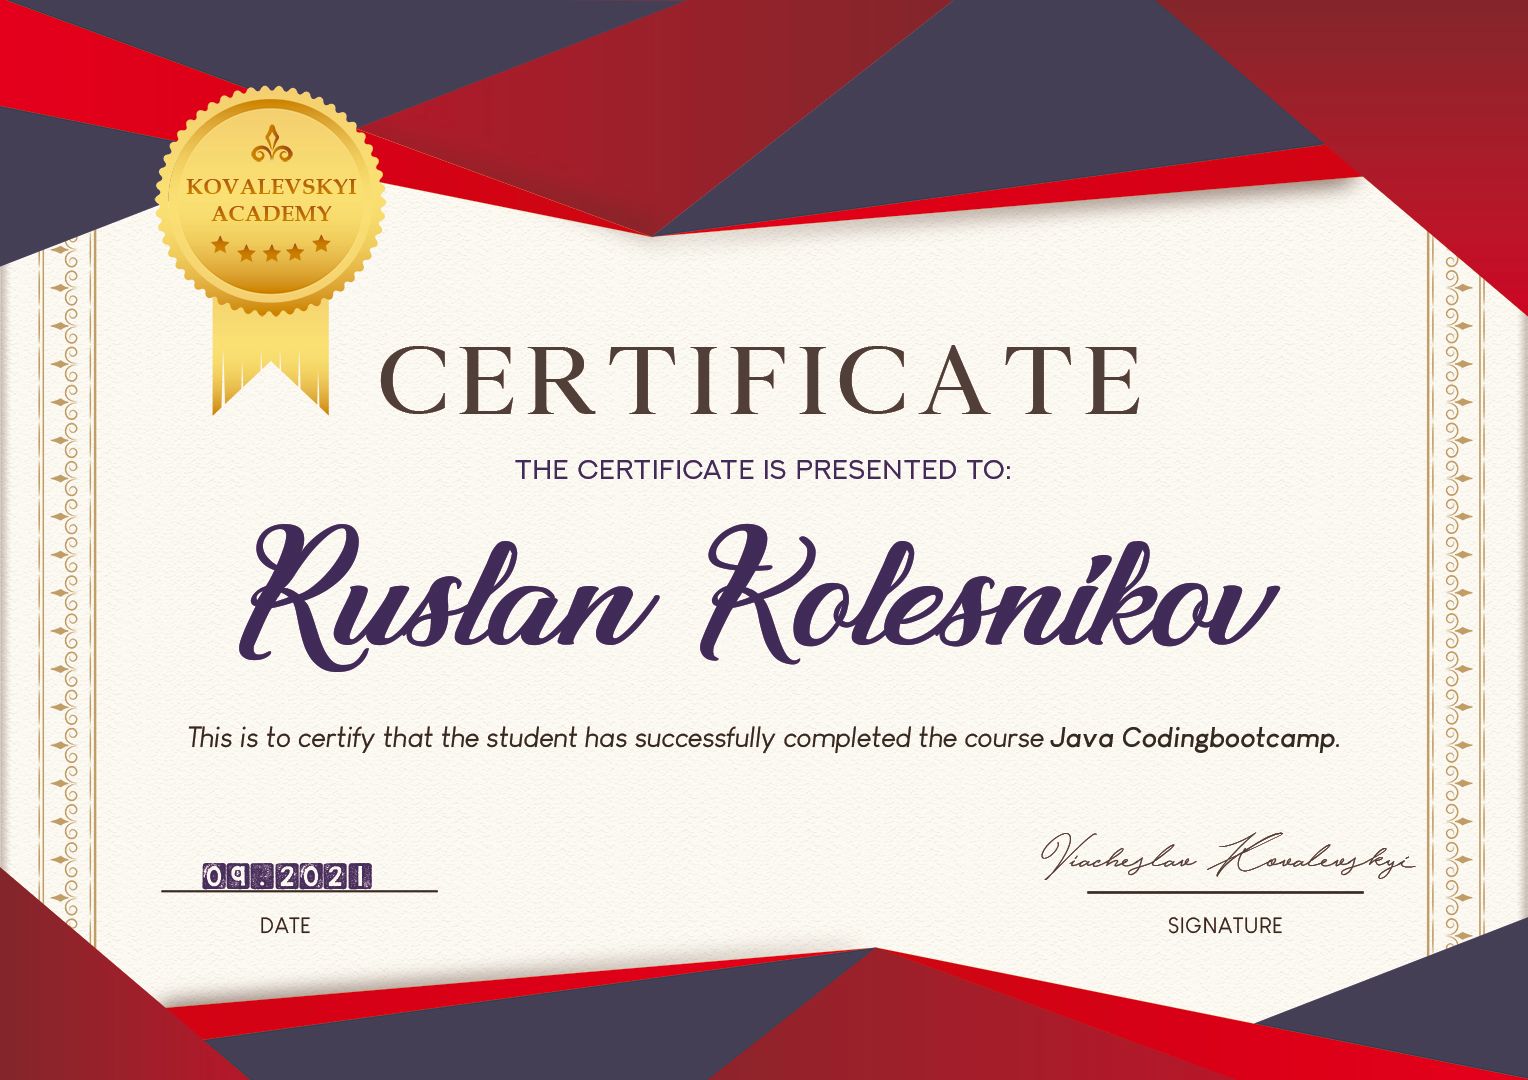 KOVALEVSKYI
ACADEMY
CERTIFICATE
THE CERTIFICATE IS PRESENTED TO:
Ruslan Kolesnikov
This is to certify that the student has successfully completed the course Java Codingbootcamp.
09.2021
Viacheslav Kovalevskyi
DATE
SIGNATURE